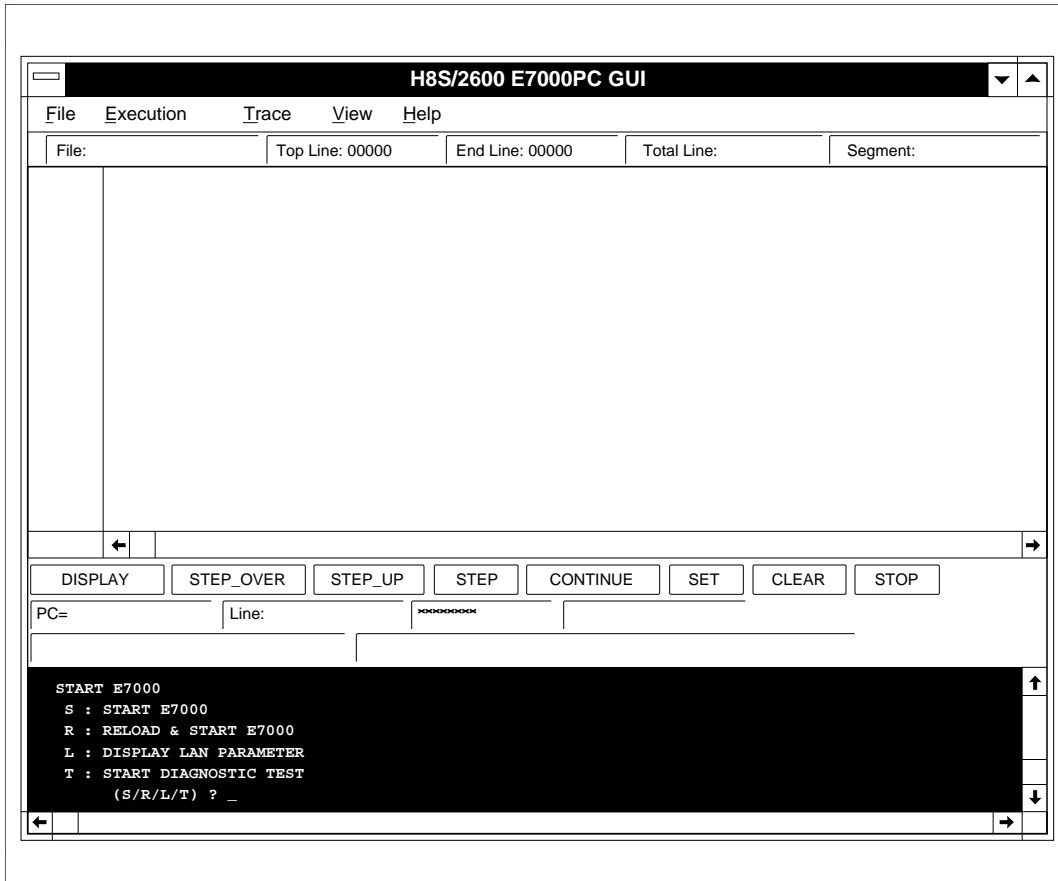 H8S/2600 E7000PC GUI
File Execution Trace View Help
File: Top Line: 00000 End Line: 00000 Total Line: Segment:
DISPLAY STEP_OVER STEP_UP STEP CONTINUE SET CLEAR STOP
PC= Line: ××××××××
START E7000
S : START E7000
R : RELOAD & START E7000
L : DISPLAY LAN PARAMETER
T : START DIAGNOSTIC TEST
(S/R/L/T) ? _